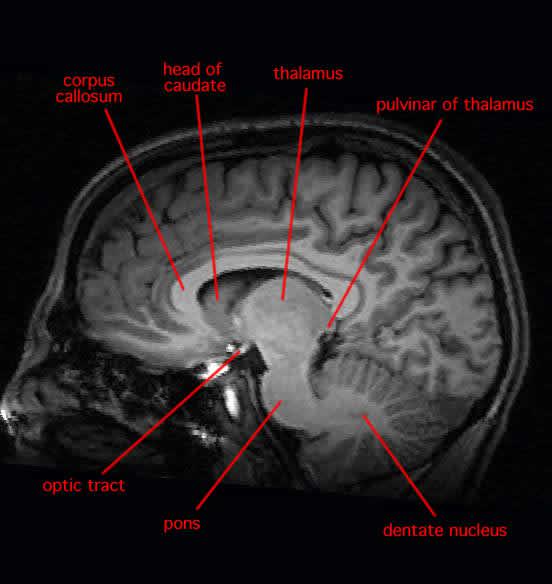 corpus
callosum
head of
caudate
thalamus
pulvinar of thalamus
optic tract
pons
dentate nucleus